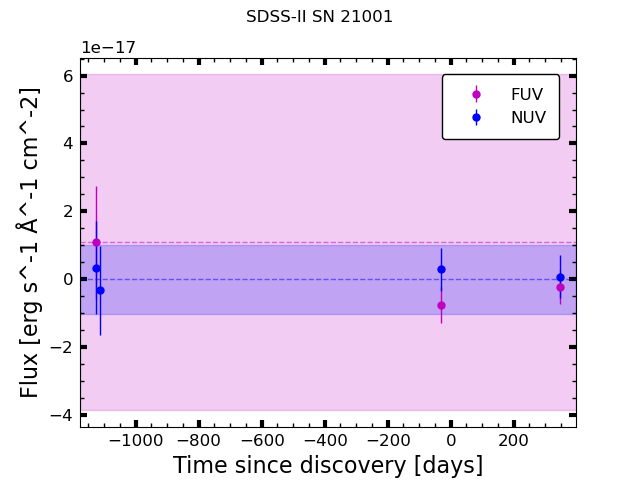 SDSS-II SN 21001
1e−17
6
4
2
0
−2
−4
Flux [erg s^-1 Å^-1 cm^-2]
FUV
NUV
−1000 −800 −600 −400 −200 0 200
Time since discovery [days]